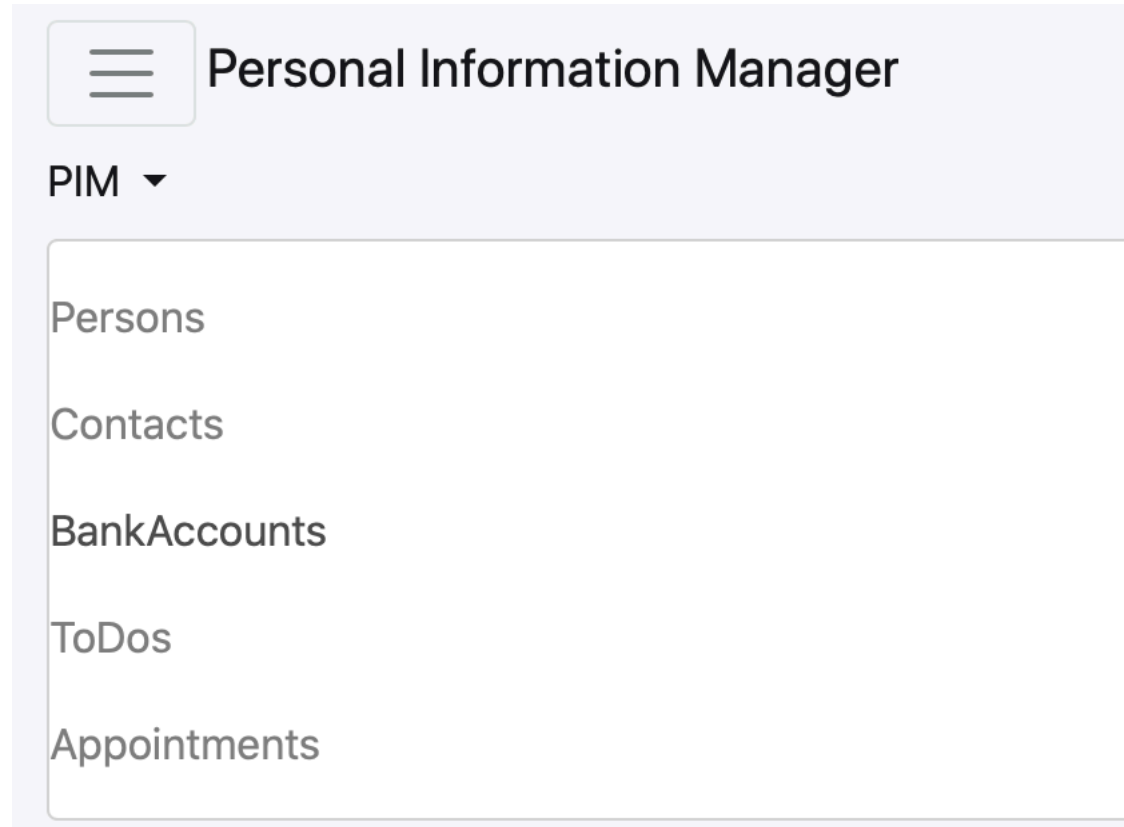 Personal Information Manager
PIM
Persons
Contacts
BankAccounts
ToDos
Appointments